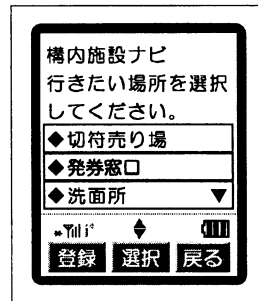 構内施設ナビ
行きたい場所を選択
してください。
◆切符売り場
◆発券窓口
◆洗面所 ▼
登録 選択 戻る